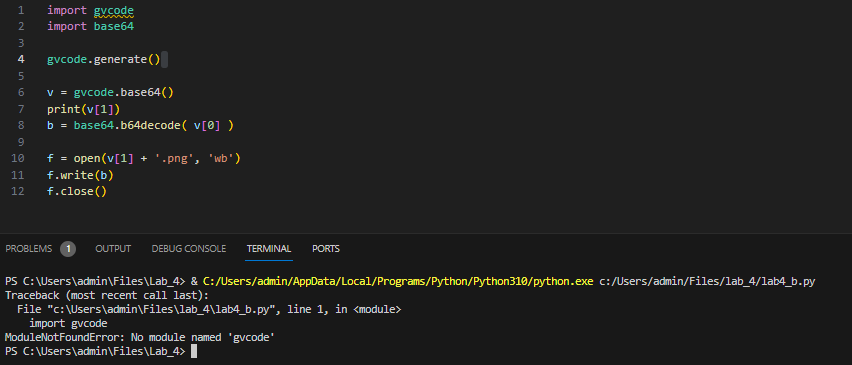 1 import gvcode
2 import base64
3
4 gvcode.generate()
5
6 v = gvcode.base64()
7 print(v[1])
8 b = base64.b64decode( v[0] )
9
10 f = open(v[1] + '.png', 'wb')
11 f.write(b)
12 f.close()
PROBLEMS 1 OUTPUT DEBUG CONSOLE TERMINAL PORTS
PS C:\Users\admin\Files\Lab_4> & C:/Users/admin/AppData/Local/Programs/Python/Python310/python.exe c:/Users/admin/Files/lab_4/lab4_b.py
Traceback (most recent call last):
  File "c:\Users\admin\Files\lab_4\lab4_b.py", line 1, in <module>
    import gvcode
ModuleNotFoundError: No module named 'gvcode'
PS C:\Users\admin\Files\Lab_4>